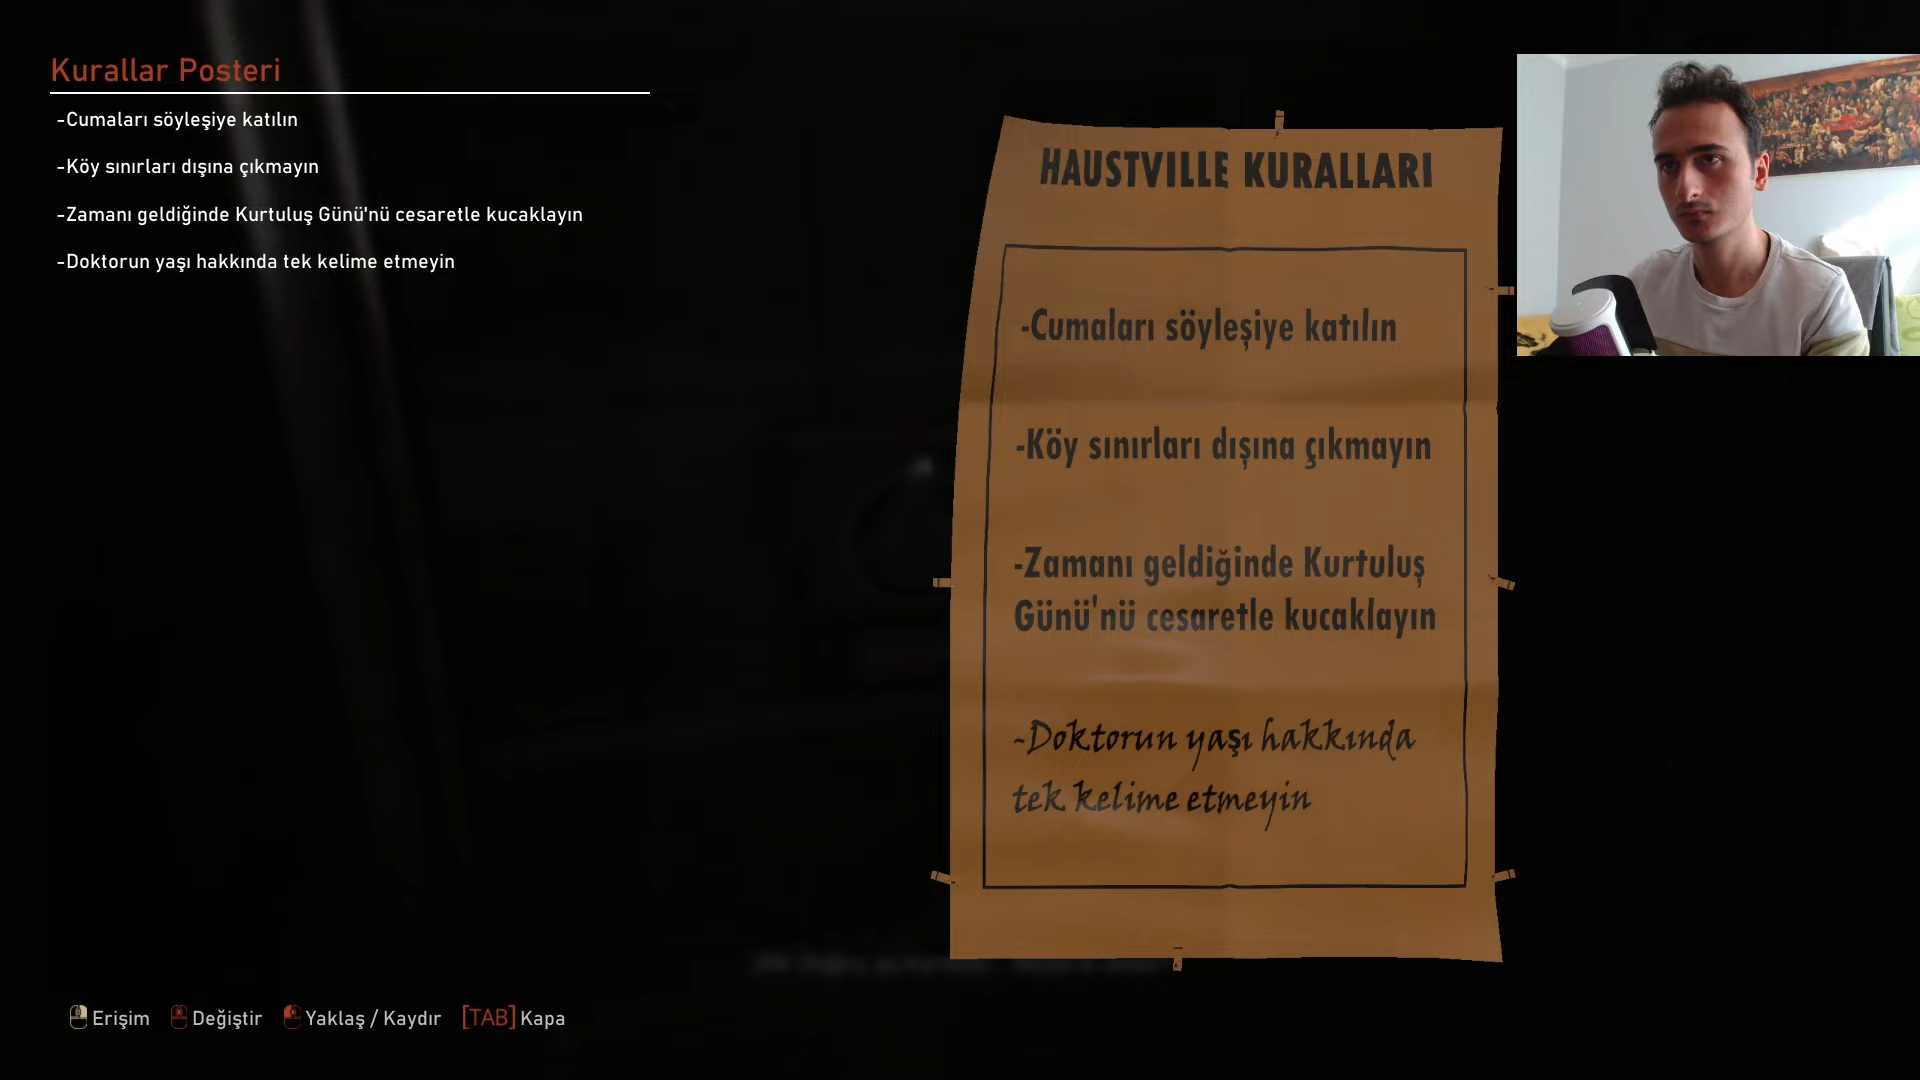 Kurallar Posteri
-Cumaları söyleşiye katılın
-Köy sınırları dışına çıkmayın
-Zamanı geldiğinde Kurtuluş Günü'nü cesaretle kucaklayın
-Doktorun yaşı hakkında tek kelime etmeyin
HAUSTVILLE KURALLARI
-Cumaları söyleşiye katılın
-Köy sınırları dışına çıkmayın
-Zamanı geldiğinde Kurtuluş
Günü'nü cesaretle kucaklayın
-Doktorun yaşı hakkında
tek kelime etmeyin
Erişim Değiştir Yaklaş / Kaydır [TAB] Kapa